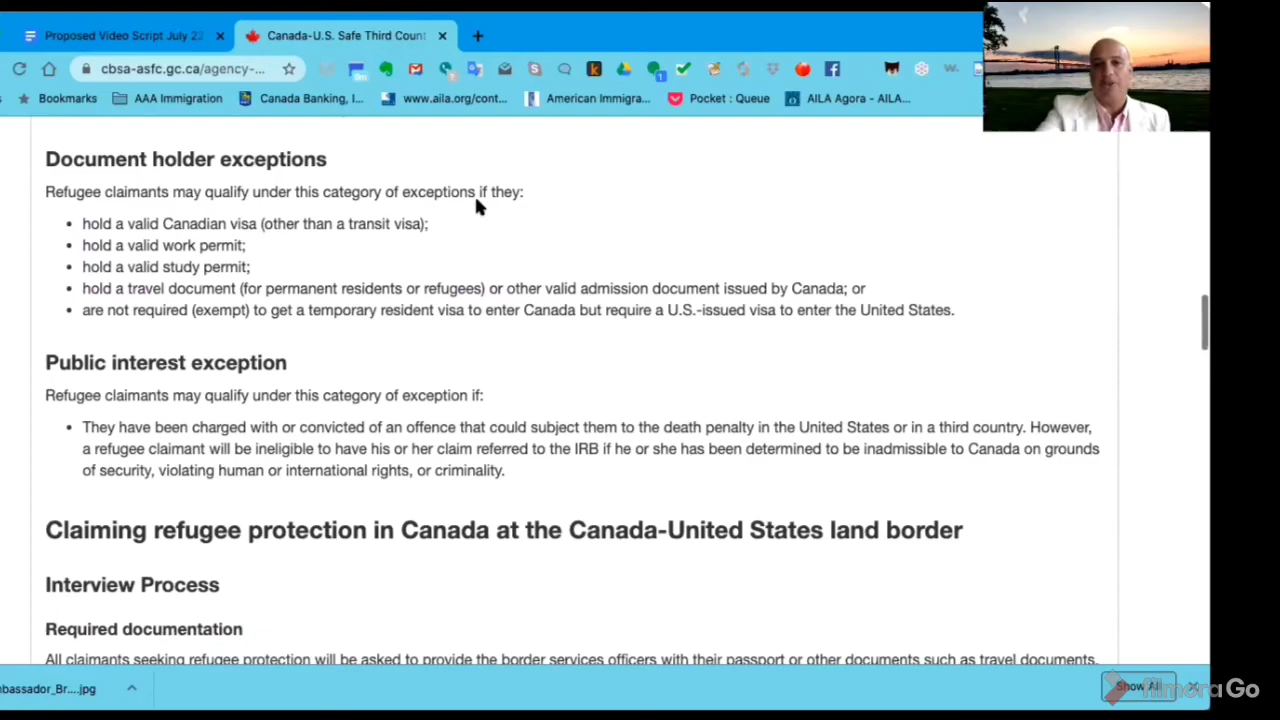 Proposed Video Script July 22
Canada-U.S. Safe Third Count
cbsa-asfc.gc.ca/agency-...
Bookmarks
AAA Immigration
Canada Banking, I...
www.aila.org/cont...
American Immigra...
Pocket : Queue
AILA Agora - AILA...
Document holder exceptions
Refugee claimants may qualify under this category of exceptions if they:
• hold a valid Canadian visa (other than a transit visa);
• hold a valid work permit;
• hold a valid study permit;
• hold a travel document (for permanent residents or refugees) or other valid admission document issued by Canada; or
• are not required (exempt) to get a temporary resident visa to enter Canada but require a U.S.-issued visa to enter the United States.
Public interest exception
Refugee claimants may qualify under this category of exception if:
• They have been charged with or convicted of an offence that could subject them to the death penalty in the United States or in a third country. However,
a refugee claimant will be ineligible to have his or her claim referred to the IRB if he or she has been determined to be inadmissible to Canada on grounds
of security, violating human or international rights, or criminality.
Claiming refugee protection in Canada at the Canada-United States land border
Interview Process
Required documentation
All claimants seeking refugee protection will be asked to provide the border services officers with their passport or other documents such as travel documents,
mbassador_Br....jpg
Show All
filmora Go